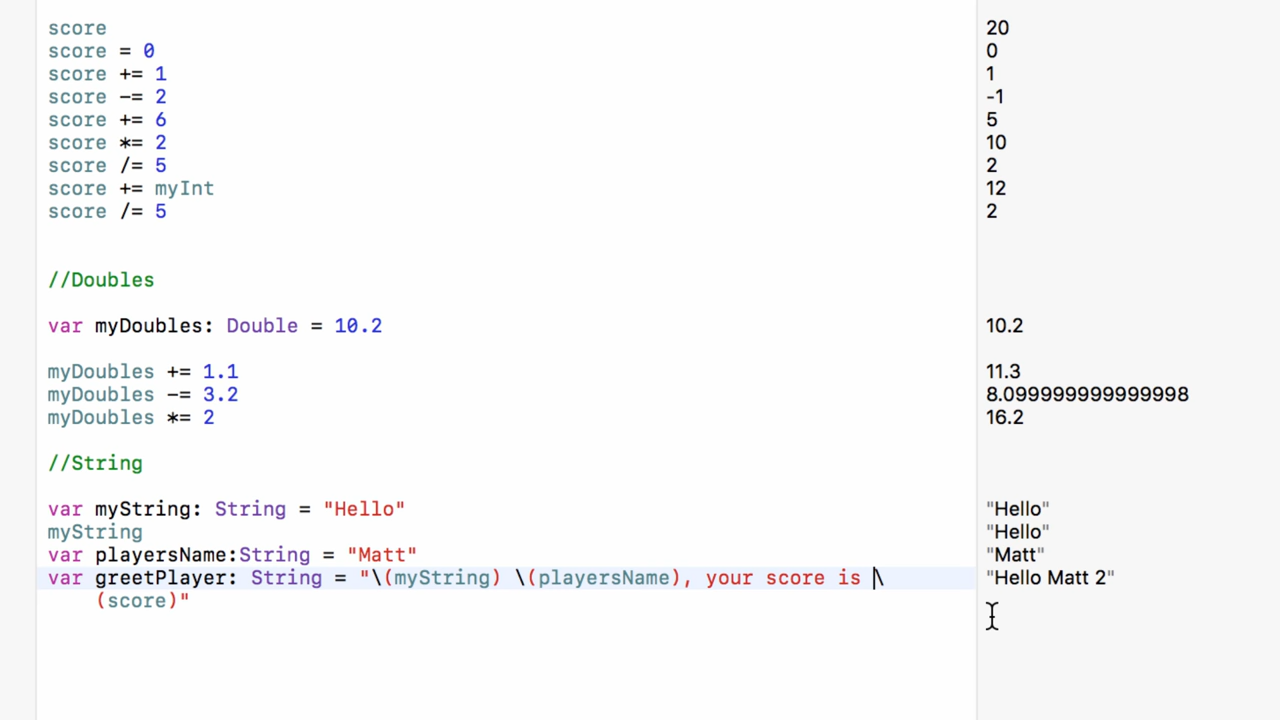 score 20
score = 0 0
score += 1 1
score -= 2 -1
score += 6 5
score *= 2 10
score /= 5 2
score += myInt 12
score /= 5 2
//Doubles
var myDoubles: Double = 10.2 10.2
myDoubles += 1.1 11.3
myDoubles -= 3.2 8.099999999999998
myDoubles *= 2 16.2
//String
var myString: String = "Hello" "Hello"
myString "Hello"
var playersName:String = "Matt" "Matt"
var greetPlayer: String = "\(myString) \(playersName), your score is \ "Hello Matt 2"
(score)"